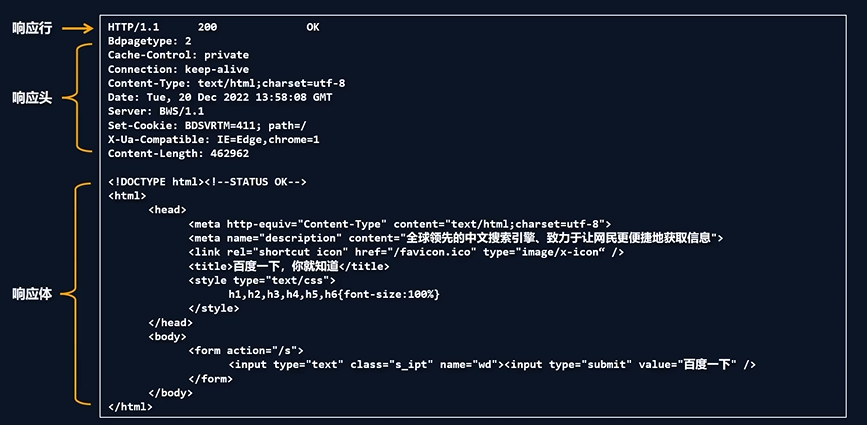 响应行
HTTP/1.1 200 OK
响应头
Bdpagetype: 2
Cache-Control: private
Connection: keep-alive
Content-Type: text/html;charset=utf-8
Date: Tue, 20 Dec 2022 13:58:08 GMT
Server: BWS/1.1
Set-Cookie: BDSVRTM=411; path=/
X-Ua-Compatible: IE=Edge,chrome=1
Content-Length: 462962
响应体
<!DOCTYPE html><!--STATUS OK-->
<html>
<head>
<meta http-equiv="Content-Type" content="text/html;charset=utf-8">
<meta name="description" content="全球领先的中文搜索引擎、致力于让网民更便捷地获取信息">
<link rel="shortcut icon" href="/favicon.ico" type="image/x-icon“ />
<title>百度一下，你就知道</title>
<style type="text/css">
h1,h2,h3,h4,h5,h6{font-size:100%}
</style>
</head>
<body>
<form action="/s">
<input type="text" class="s_ipt" name="wd"><input type="submit" value="百度一下" />
</form>
</body>
</html>